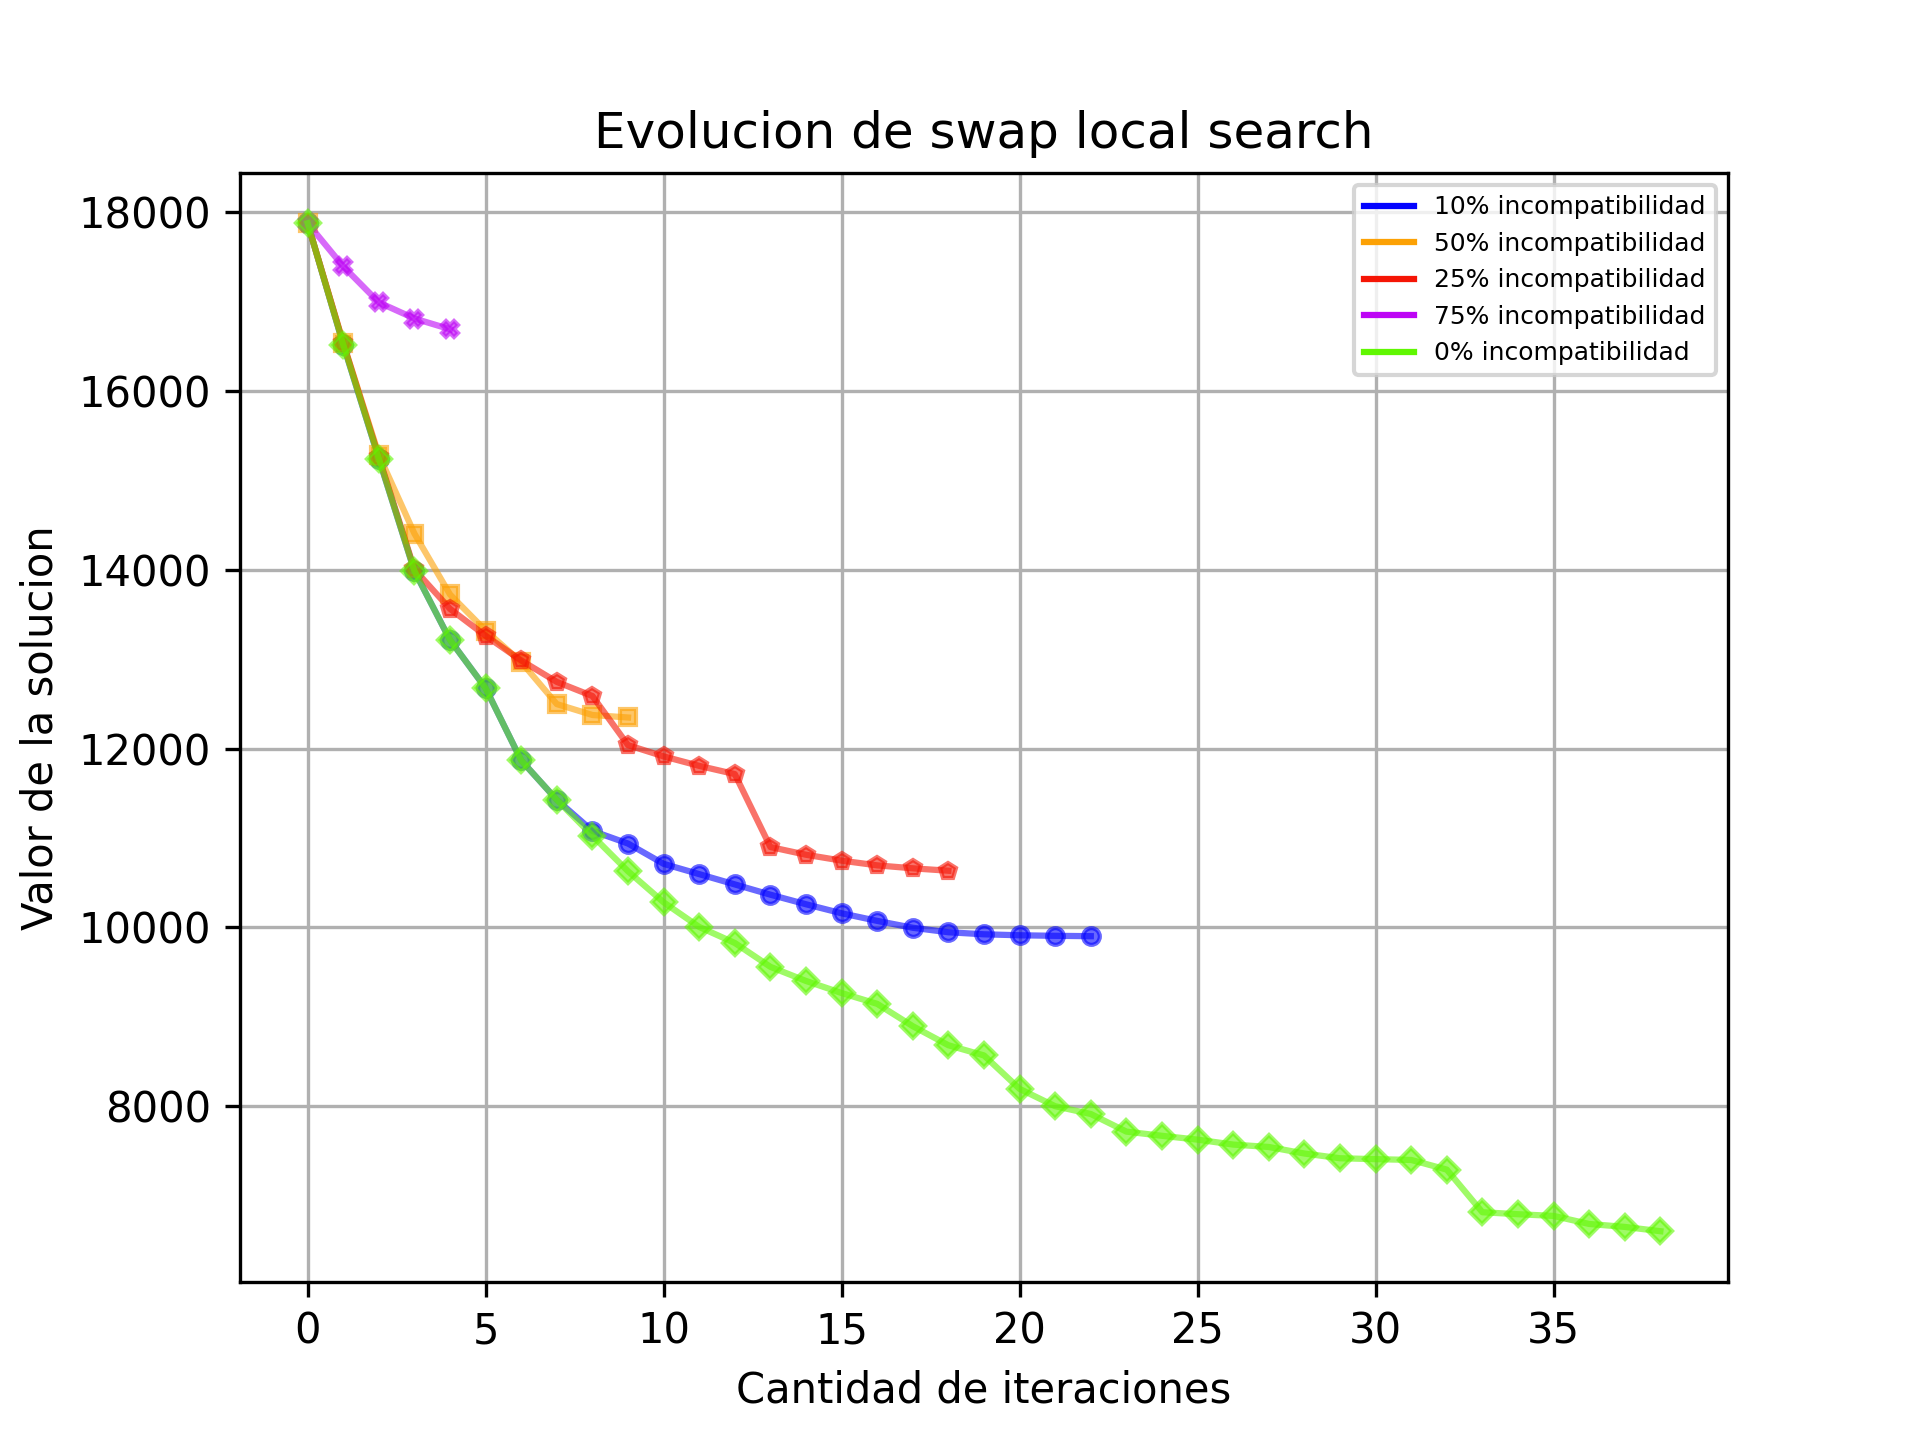 Evolucion de swap local search
18000
16000
14000
12000
10000
8000
Valor de la solucion
10% incompatibilidad
50% incompatibilidad
25% incompatibilidad
75% incompatibilidad
0% incompatibilidad
0 5 10 15 20 25 30 35
Cantidad de iteraciones